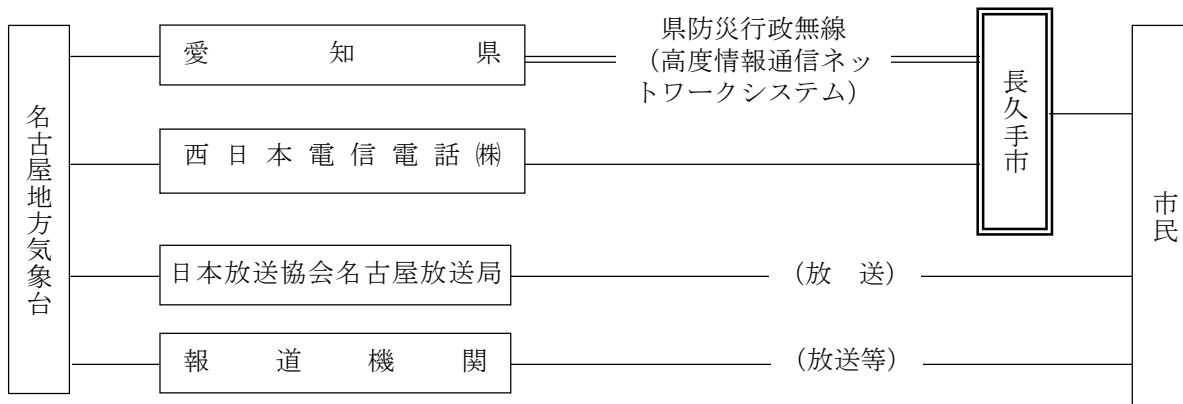 名古屋地方気象台
愛知県
県防災行政無線
（高度情報通信ネッ
トワークシステム）
長久手市
西日本電信電話㈱
市民
日本放送協会名古屋放送局
（放　送）
報道機関
（放送等）